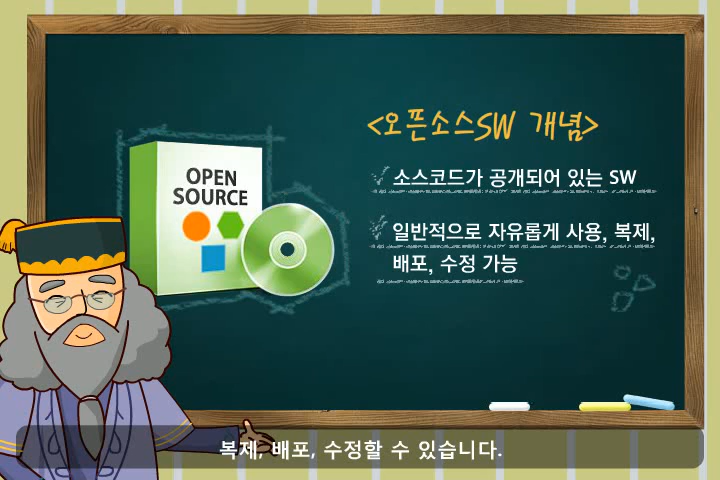 <오픈소스SW 개념>
OPEN
SOURCE
소스코드가 공개되어 있는 SW
일반적으로 자유롭게 사용, 복제,
배포, 수정 가능
복제, 배포, 수정할 수 있습니다.